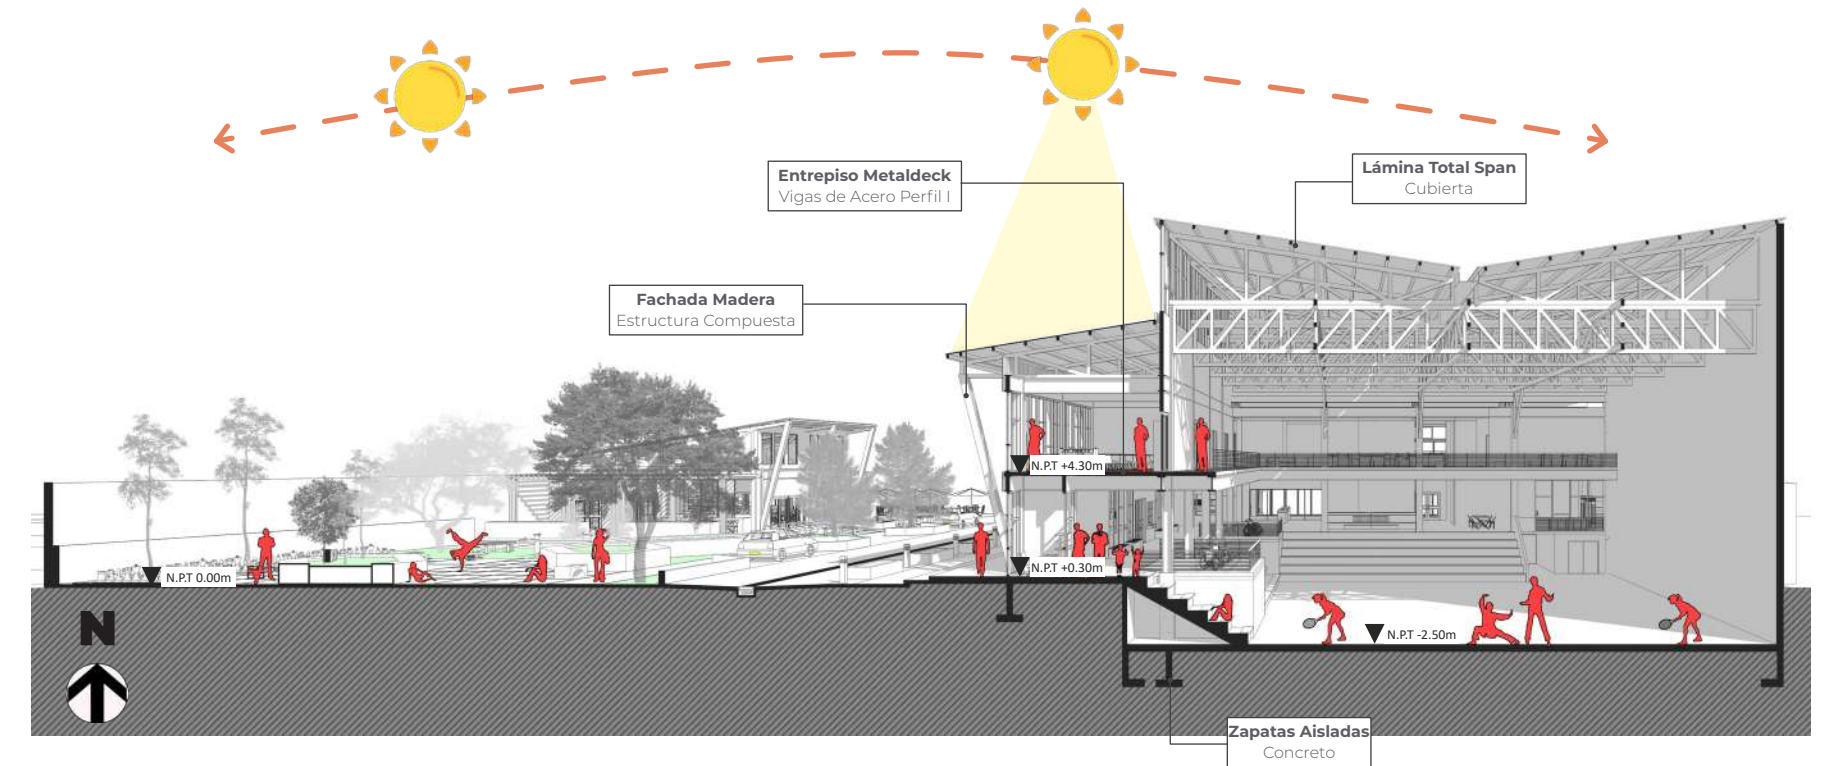 Entrepiso Metaldeck
Vigas de Acero Perfil I
Lámina Total Span
Cubierta
Fachada Madera
Estructura Compuesta
N.P.T +4.30m
N.P.T 0.00m
N.P.T +0.30m
N
N.P.T -2.50m
Zapatas Aisladas
Concreto